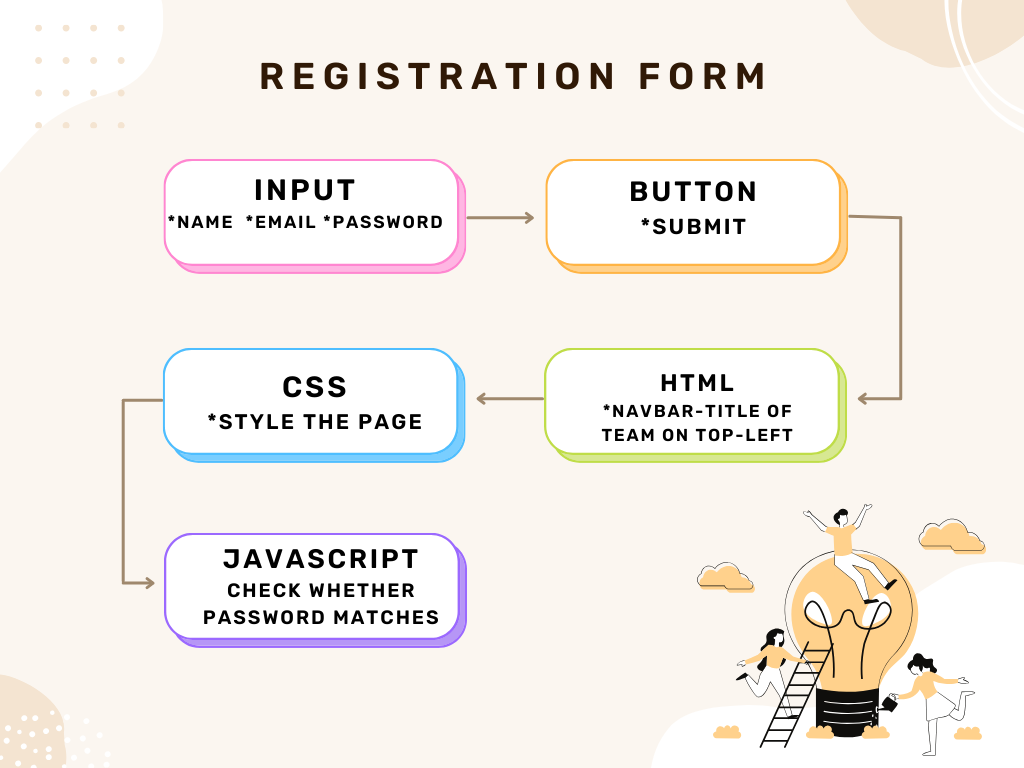 REGISTRATION FORM
INPUT
*NAME *EMAIL *PASSWORD
BUTTON
*SUBMIT
HTML
*NAVBAR-TITLE OF
TEAM ON TOP-LEFT
CSS
*STYLE THE PAGE
JAVASCRIPT
CHECK WHETHER
PASSWORD MATCHES